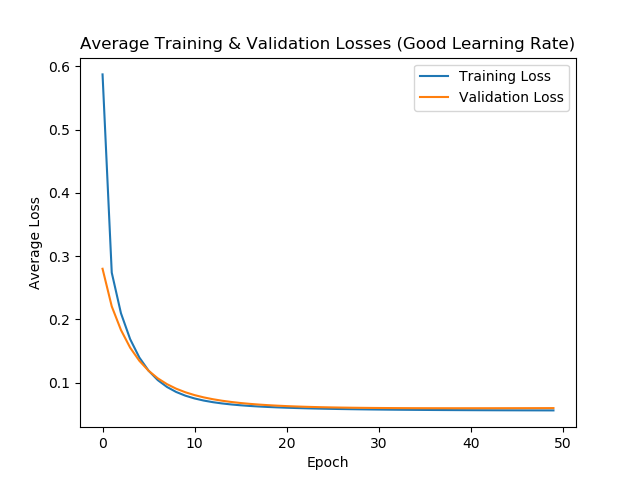 Average Training & Validation Losses (Good Learning Rate)
Training Loss
Validation Loss
Average Loss
0.6
0.5
0.4
0.3
0.2
0.1
0 10 20 30 40 50
Epoch